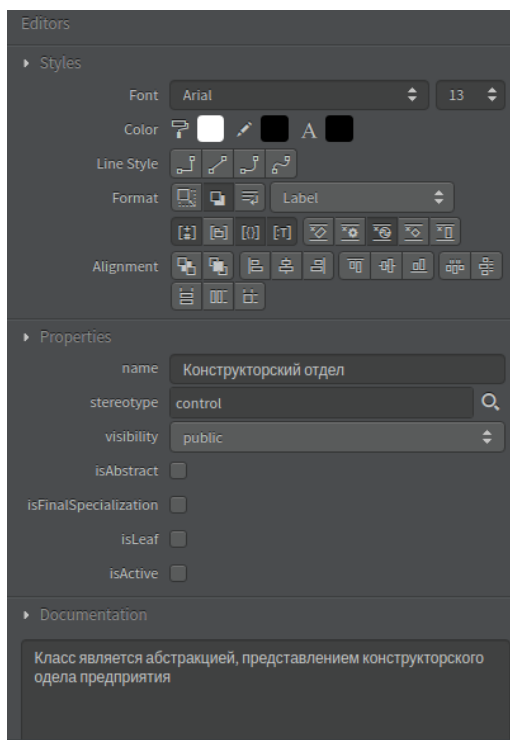 Editors
Styles
Font Arial 13
Color A
Line Style
Format Label
Alignment
Properties
name Конструкторский отдел
stereotype control
visibility public
isAbstract
isFinalSpecialization
isLeaf
isActive
Documentation
Класс является абстракцией, представлением конструкторского
одела предприятия